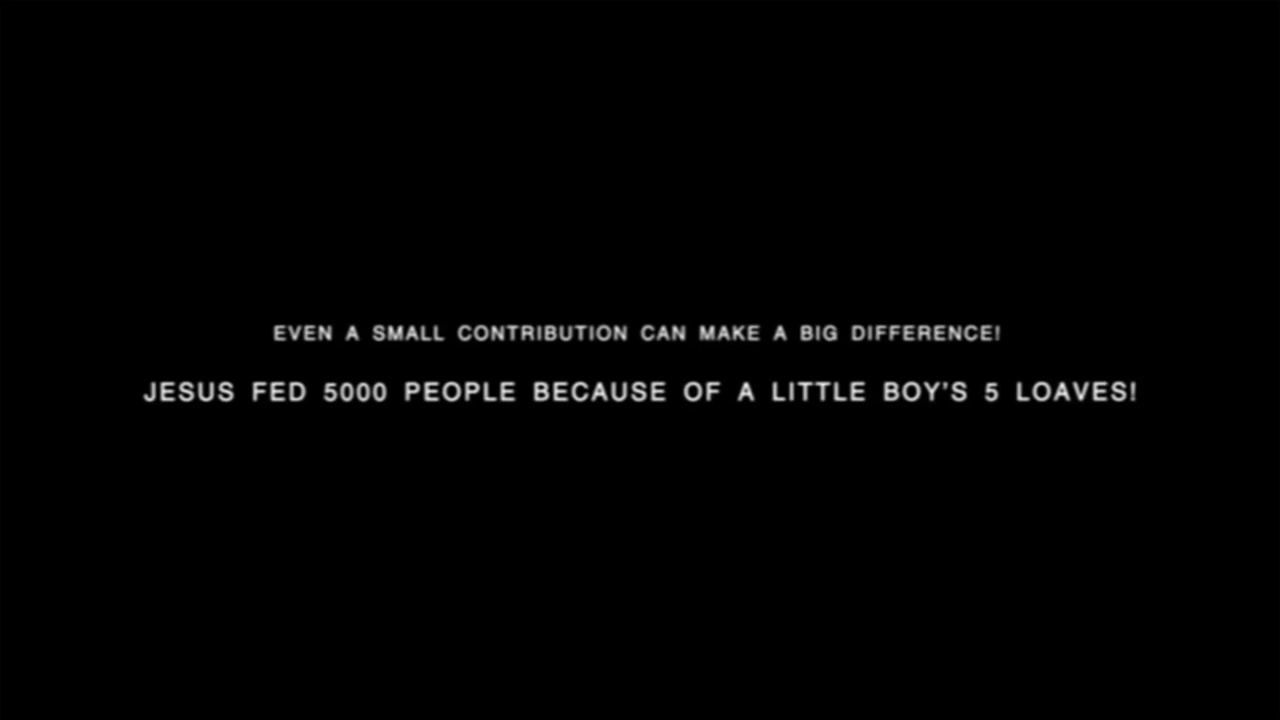 EVEN A SMALL CONTRIBUTION CAN MAKE A BIG DIFFERENCE!
JESUS FED 5000 PEOPLE BECAUSE OF A LITTLE BOY’S 5 LOAVES!